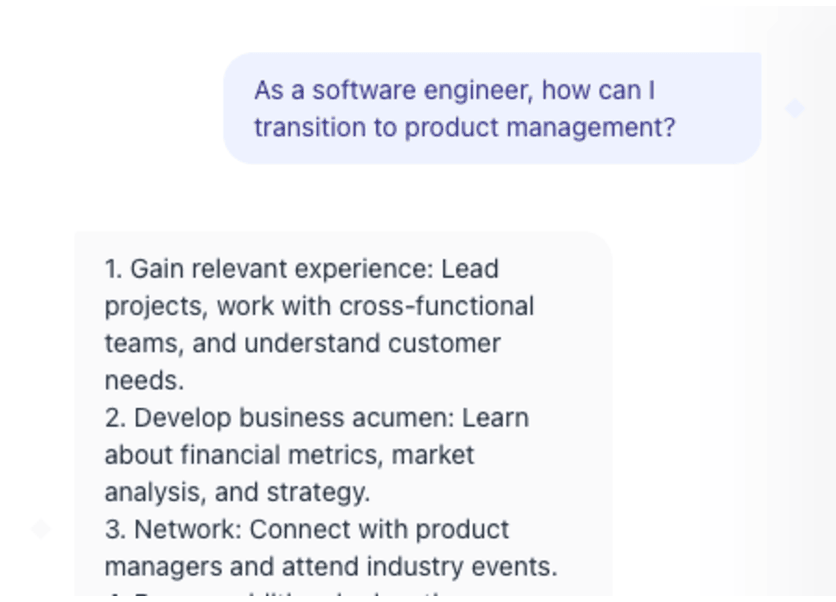 As a software engineer, how can I
transition to product management?
1. Gain relevant experience: Lead
projects, work with cross-functional
teams, and understand customer
needs.
2. Develop business acumen: Learn
about financial metrics, market
analysis, and strategy.
3. Network: Connect with product
managers and attend industry events.